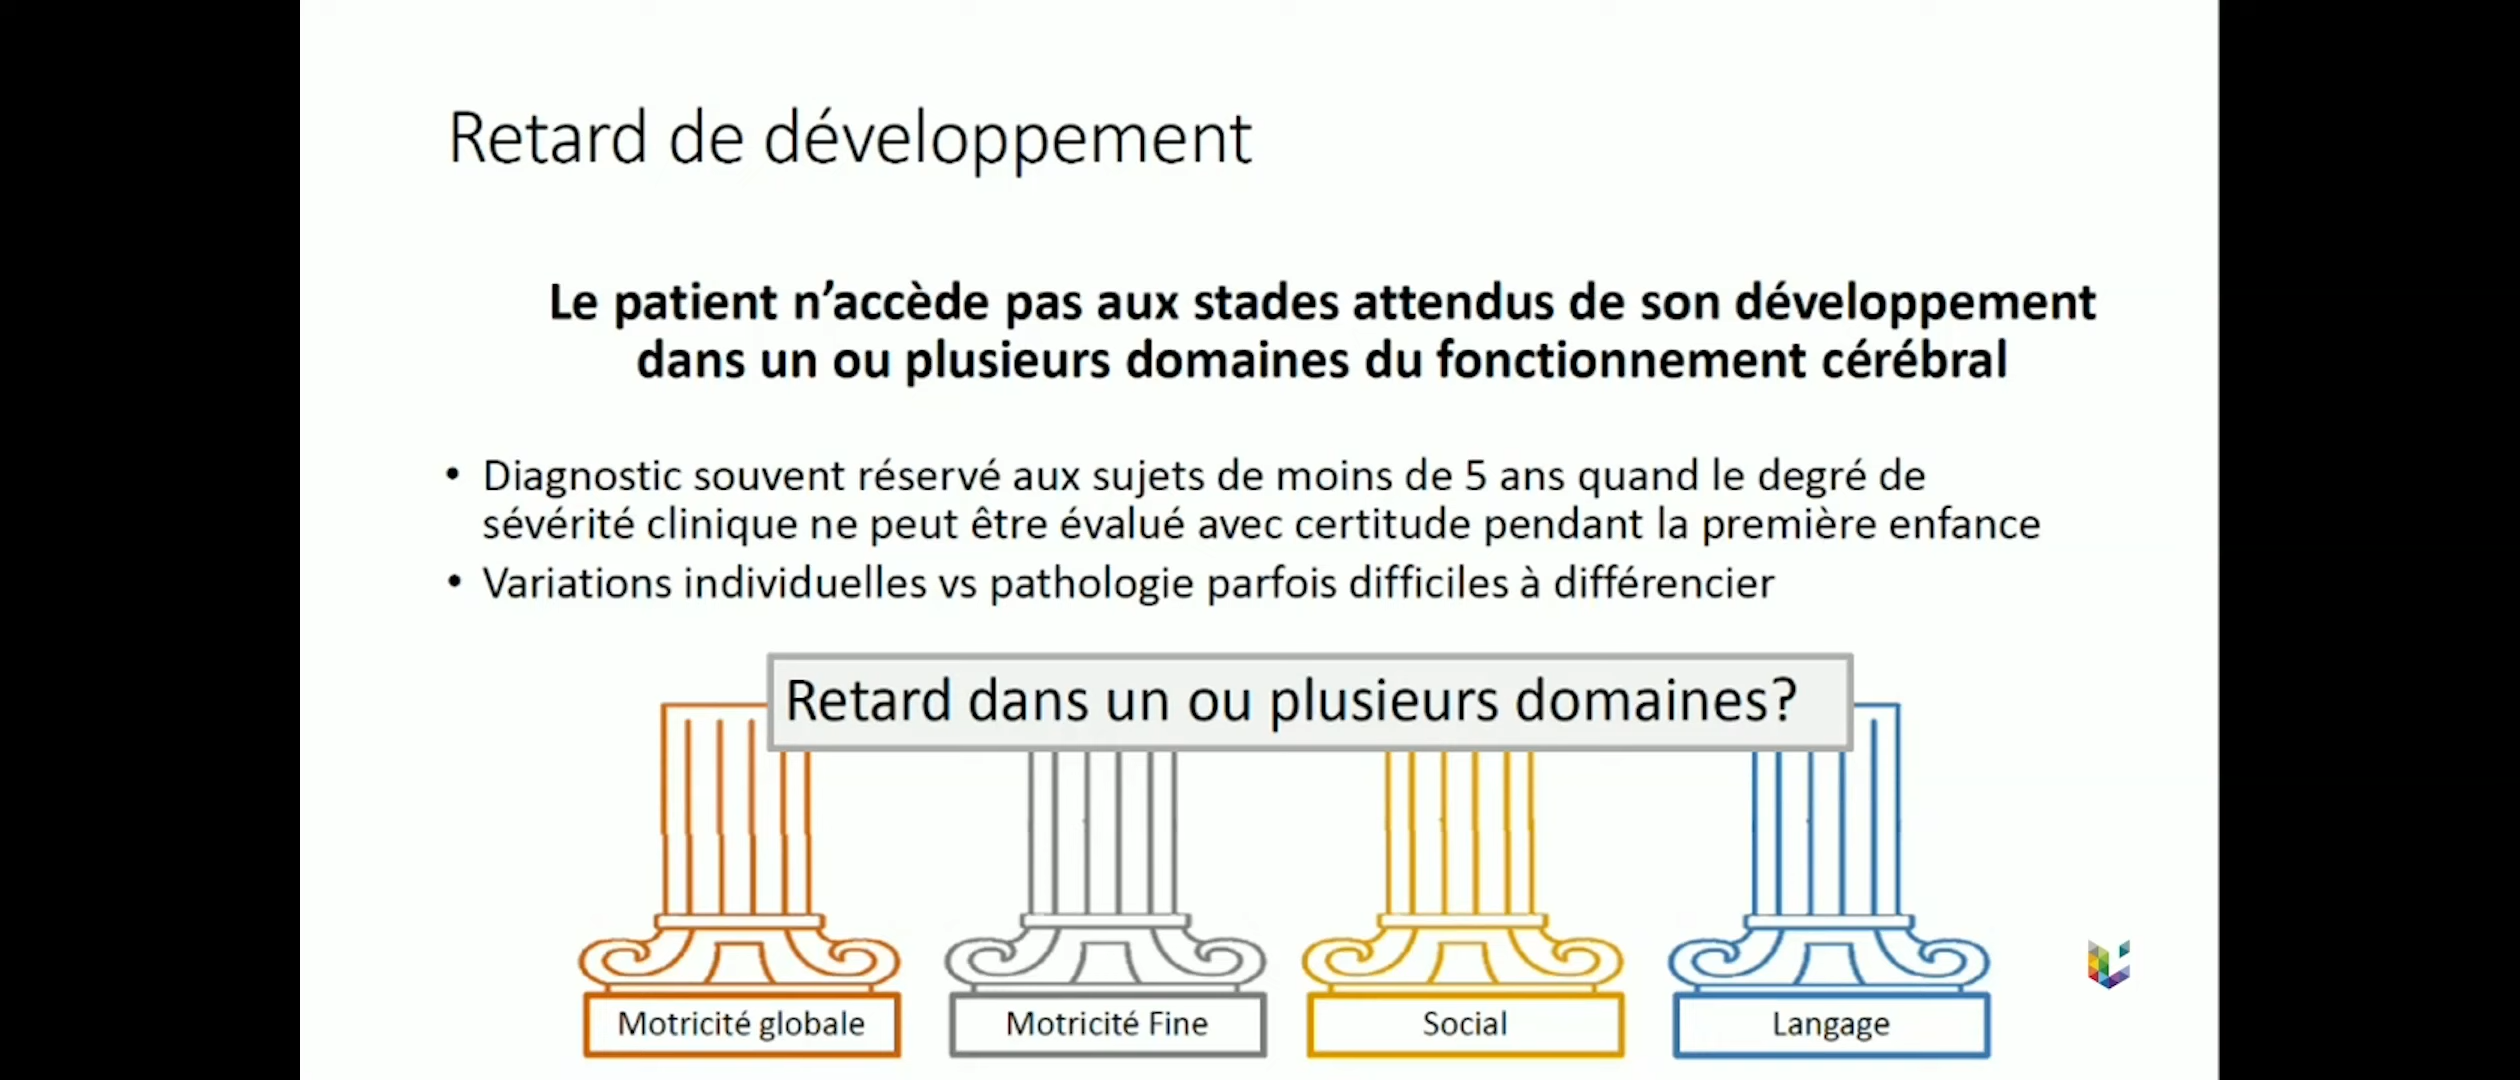 Retard de développement
Le patient n’accède pas aux stades attendus de son développement
dans un ou plusieurs domaines du fonctionnement cérébral
• Diagnostic souvent réservé aux sujets de moins de 5 ans quand le degré de
sévérité clinique ne peut être évalué avec certitude pendant la première enfance
• Variations individuelles vs pathologie parfois difficiles à différencier
Retard dans un ou plusieurs domaines?
Motricité globale
Motricité Fine
Social
Langage